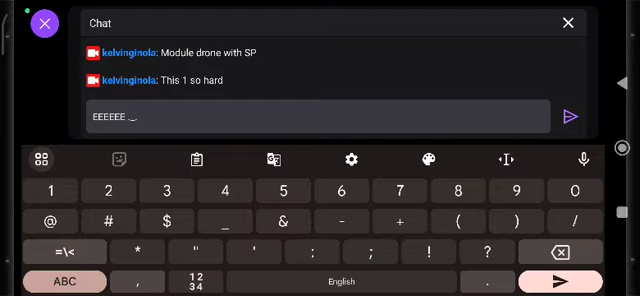 Chat
kelvinginola: Module drone with SP
kelvinginola: This 1 so hard
EEEEEE ._.
1 2 3 4 5 6 7 8 9 0
@ # $ _ & - + ( ) /
=\< * " ' : ; ! ?
ABC , 12 34 English .